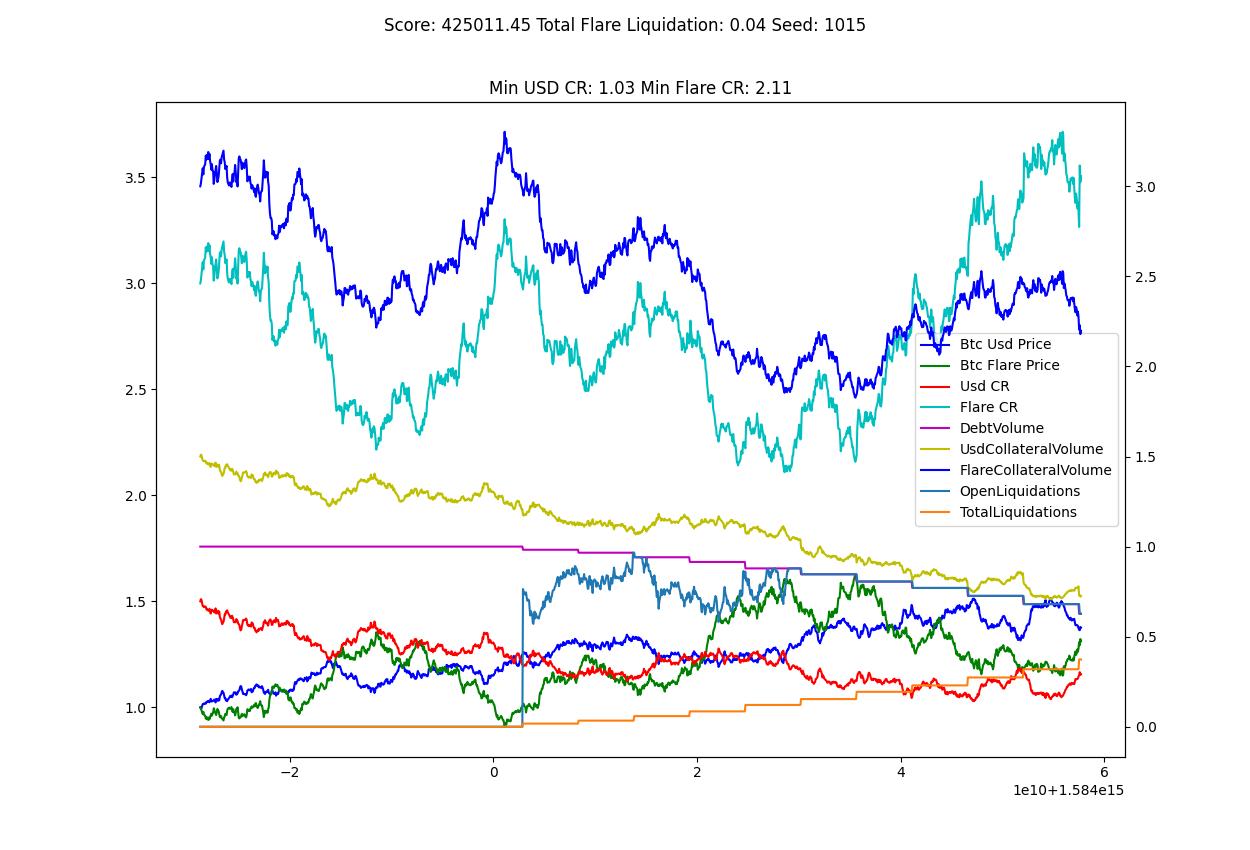 Score: 425011.45 Total Flare Liquidation: 0.04 Seed: 1015
Min USD CR: 1.03 Min Flare CR: 2.11
3.5
3.0
2.5
2.0
1.5
1.0
3.0
2.5
2.0
1.5
1.0
0.5
0.0
Btc Usd Price
Btc Flare Price
Usd CR
Flare CR
DebtVolume
UsdCollateralVolume
FlareCollateralVolume
OpenLiquidations
TotalLiquidations
−2 0 2 4 6
1e10+1.584e15